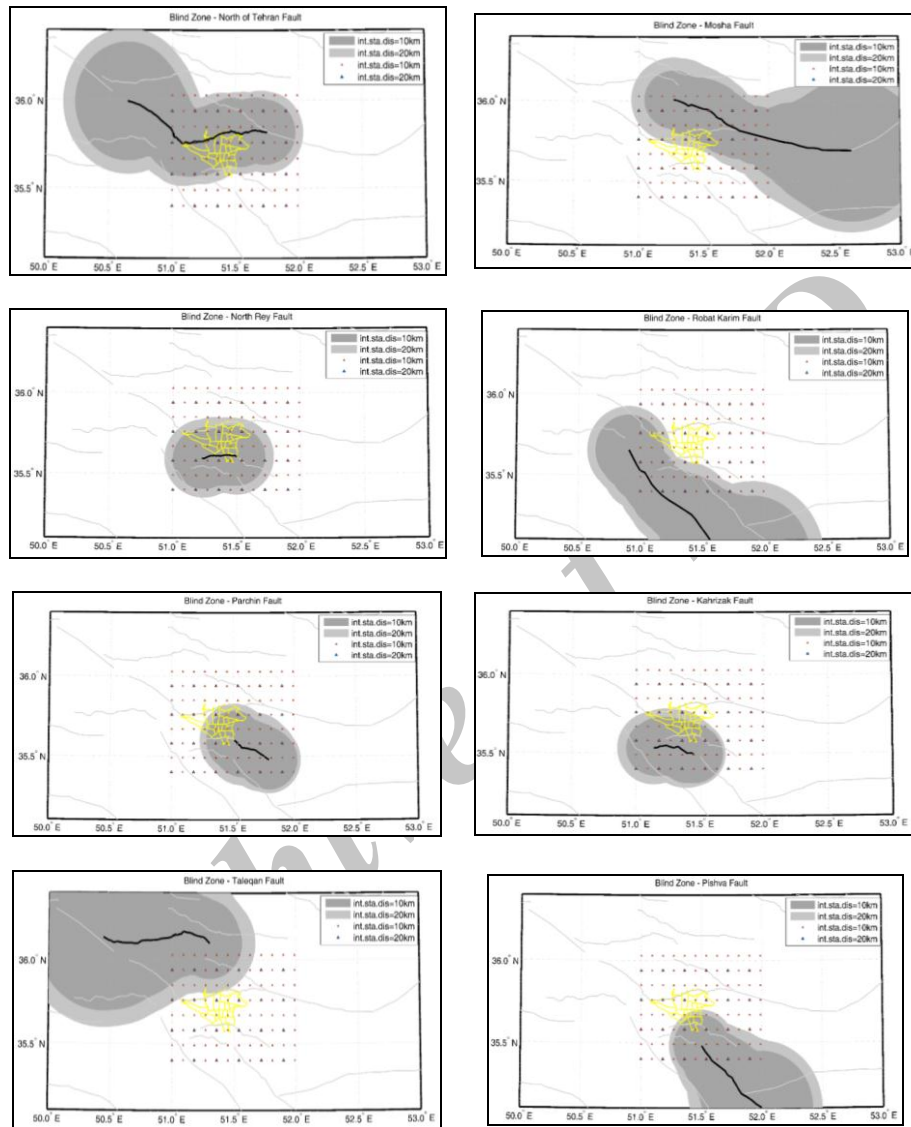 Blind Zone - North of Tehran Fault
int.sta.dis=10km
int.sta.dis=20km
int.sta.dis=10km
int.sta.dis=20km
36.0° N
35.5° N
50.0° E 50.5° E 51.0° E 51.5° E 52.0° E 52.5° E 53.0° E
Blind Zone - Mosha Fault
int.sta.dis=10km
int.sta.dis=20km
int.sta.dis=10km
int.sta.dis=20km
36.0° N
35.5° N
50.0° E 50.5° E 51.0° E 51.5° E 52.0° E 52.5° E 53.0° E
Blind Zone - North Rey Fault
int.sta.dis=10km
int.sta.dis=20km
int.sta.dis=10km
int.sta.dis=20km
36.0° N
35.5° N
50.0° E 50.5° E 51.0° E 51.5° E 52.0° E 52.5° E 53.0° E
Blind Zone - Robat Karim Fault
int.sta.dis=10km
int.sta.dis=20km
int.sta.dis=10km
int.sta.dis=20km
36.0° N
35.5° N
50.0° E 50.5° E 51.0° E 51.5° E 52.0° E 52.5° E 53.0° E
Blind Zone - Parchin Fault
int.sta.dis=10km
int.sta.dis=20km
int.sta.dis=10km
int.sta.dis=20km
36.0° N
35.5° N
50.0° E 50.5° E 51.0° E 51.5° E 52.0° E 52.5° E 53.0° E
Blind Zone - Kahrizak Fault
int.sta.dis=10km
int.sta.dis=20km
int.sta.dis=10km
int.sta.dis=20km
36.0° N
35.5° N
50.0° E 50.5° E 51.0° E 51.5° E 52.0° E 52.5° E 53.0° E
Blind Zone - Taleqan Fault
int.sta.dis=10km
int.sta.dis=20km
int.sta.dis=10km
int.sta.dis=20km
36.0° N
35.5° N
50.0° E 50.5° E 51.0° E 51.5° E 52.0° E 52.5° E 53.0° E
Blind Zone - Pishva Fault
int.sta.dis=10km
int.sta.dis=20km
int.sta.dis=10km
int.sta.dis=20km
36.0° N
35.5° N
50.0° E 50.5° E 51.0° E 51.5° E 52.0° E 52.5° E 53.0° E